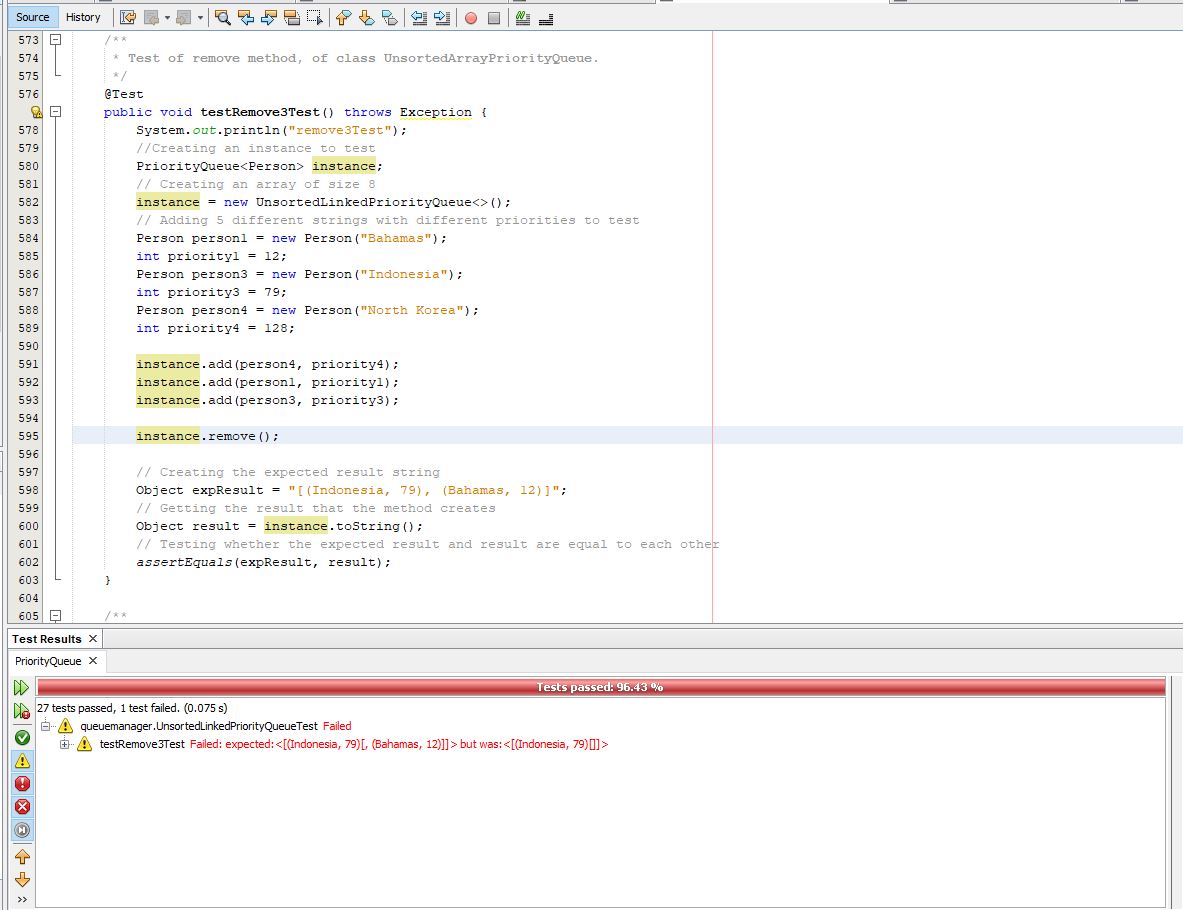 Source History
573 /**
574 * Test of remove method, of class UnsortedArrayPriorityQueue.
575 */
576 @Test
public void testRemove3Test() throws Exception {
578 System.out.println("remove3Test");
579 //Creating an instance to test
580 PriorityQueue<Person> instance;
581 // Creating an array of size 8
582 instance = new UnsortedLinkedPriorityQueue<>();
583 // Adding 5 different strings with different priorities to test
584 Person person1 = new Person("Bahamas");
585 int priority1 = 12;
586 Person person3 = new Person("Indonesia");
587 int priority3 = 79;
588 Person person4 = new Person("North Korea");
589 int priority4 = 128;
590
591 instance.add(person4, priority4);
592 instance.add(person1, priority1);
593 instance.add(person3, priority3);
594
595 instance.remove();
596
597 // Creating the expected result string
598 Object expResult = "[(Indonesia, 79), (Bahamas, 12)]";
599 // Getting the result that the method creates
600 Object result = instance.toString();
601 // Testing whether the expected result and result are equal to each other
602 assertEquals(expResult, result);
603 }
604
605 /**
Test Results
PriorityQueue
Tests passed: 96.43 %
27 tests passed, 1 test failed. (0.075 s)
queuemanager.UnsortedLinkedPriorityQueueTest Failed
testRemove3Test Failed: expected:<[(Indonesia, 79)[, (Bahamas, 12)]]> but was:<[(Indonesia, 79)[]]>